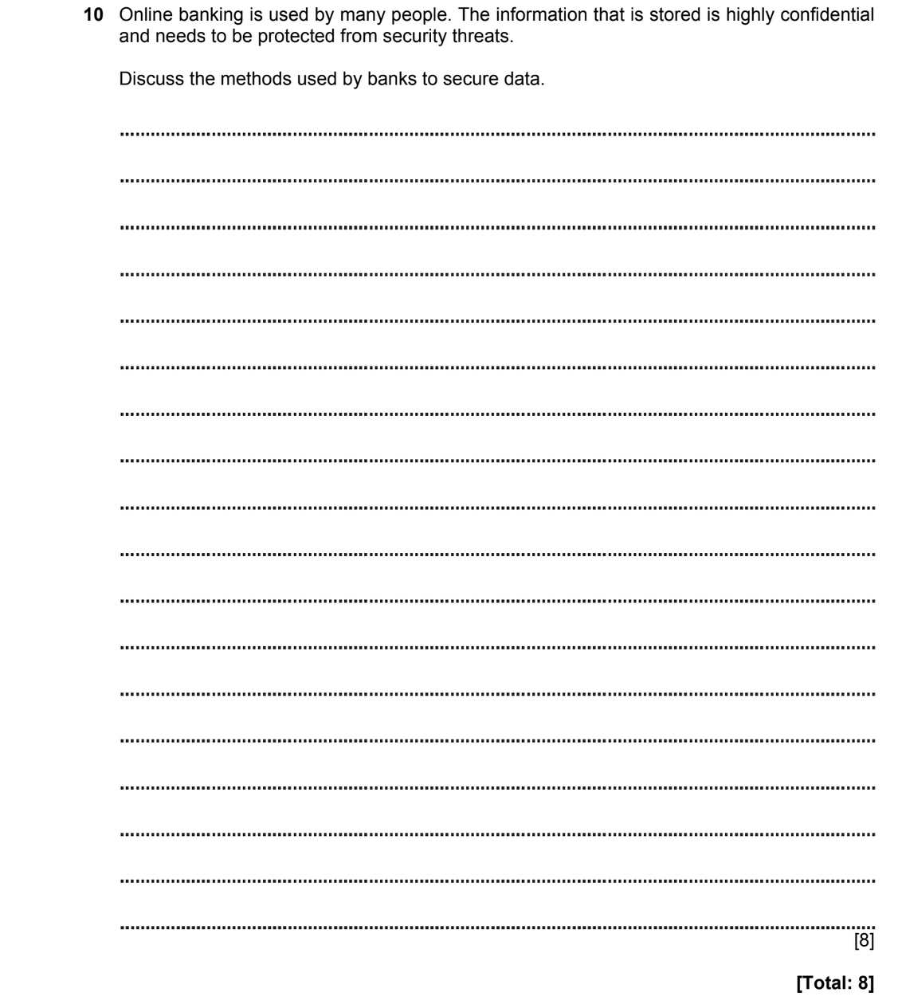 10 Online banking is used by many people. The information that is stored is highly confidential
and needs to be protected from security threats.
Discuss the methods used by banks to secure data.
[8]
[Total: 8]